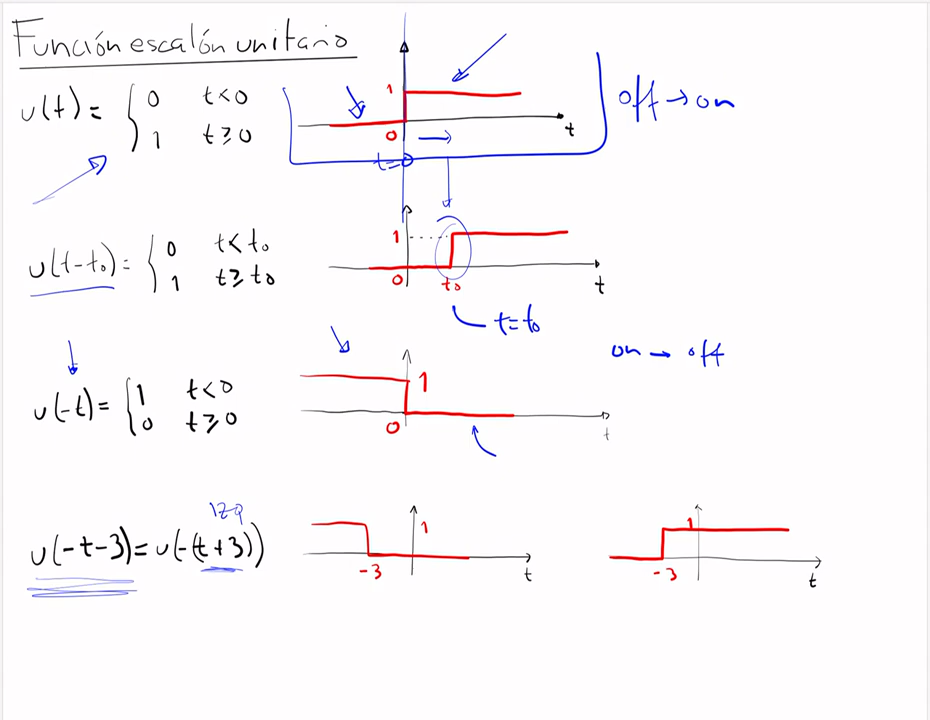 Función escalón unitario
u(t) = { 0 t<0
1 t≥0
1
0
t
t=0
off → on
u(t-t₀) = { 0 t<t₀
1 t≥t₀
1
0
t₀
t
t=t₀
on → off
u(-t) = { 1 t<0
0 t≥0
1
0
t
izq
u(-t-3) = u(-(t+3))
1
-3
t
1
-3
t